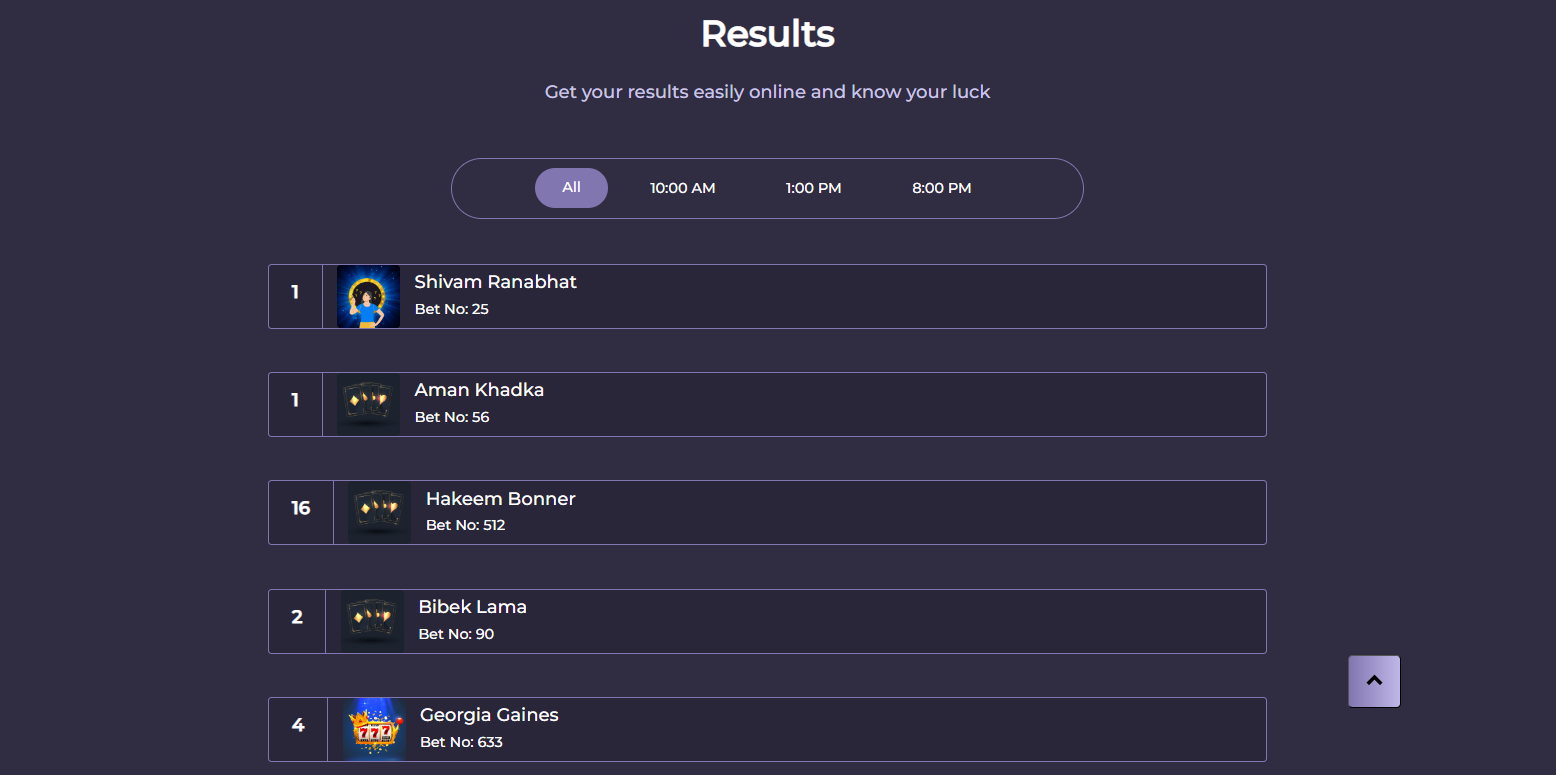 Results
Get your results easily online and know your luck
All 10:00 AM 1:00 PM 8:00 PM
1
Shivam Ranabhat
Bet No: 25
1
Aman Khadka
Bet No: 56
16
Hakeem Bonner
Bet No: 512
2
Bibek Lama
Bet No: 90
4
777
Georgia Gaines
Bet No: 633